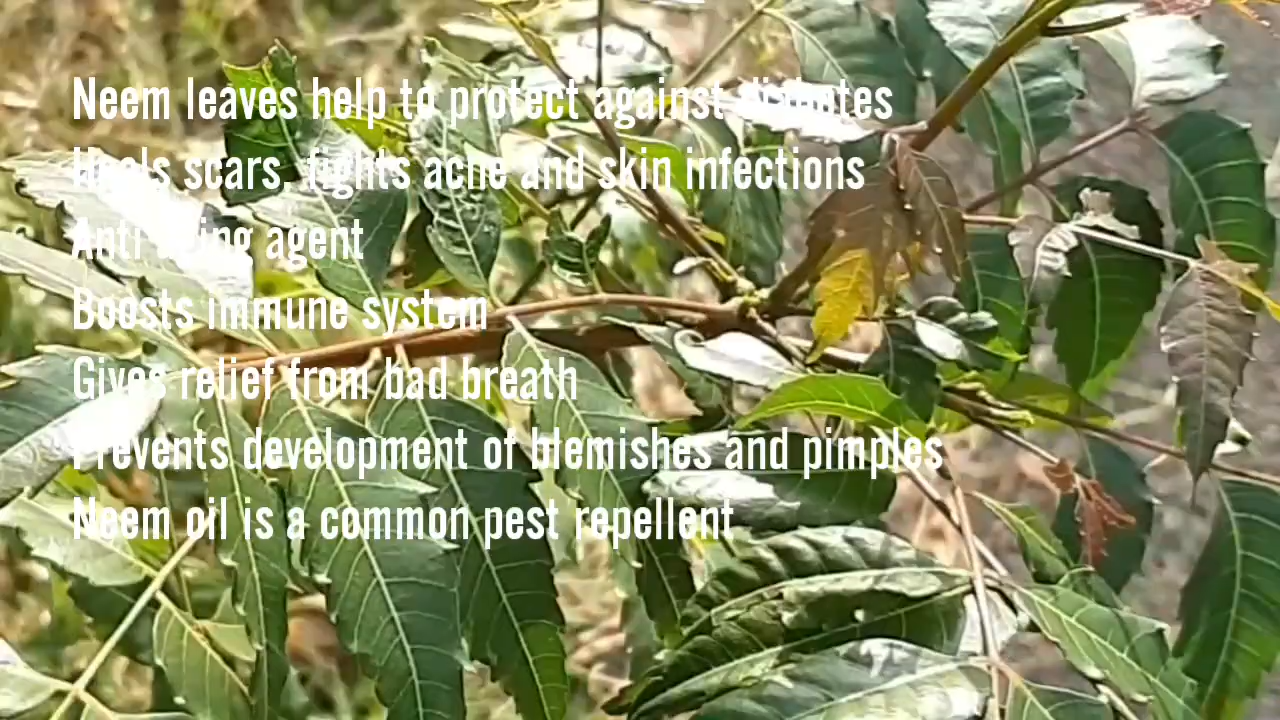 Neem leaves help to protect against diabetes
Heals scars, fights acne and skin infections
Anti aging agent
Boosts immune system
Gives relief from bad breath
Prevents development of blemishes and pimples
Neem oil is a common pest repellent